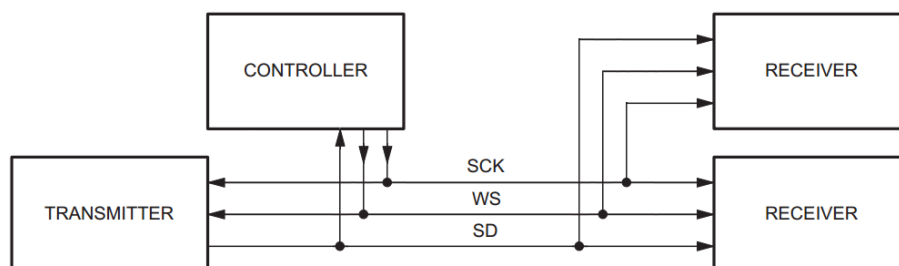 CONTROLLER
RECEIVER
SCK
TRANSMITTER
WS
RECEIVER
SD